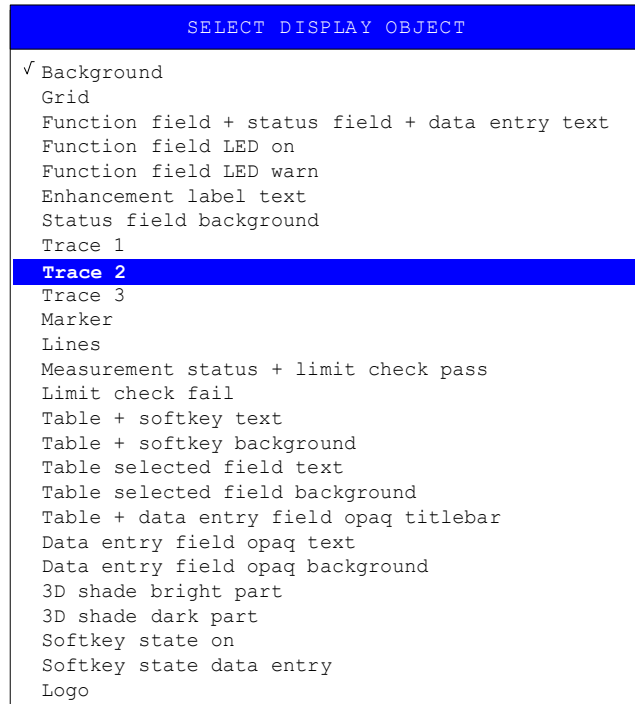 SELECT DISPLAY OBJECT
√ Background
Grid
Function field + status field + data entry text
Function field LED on
Function field LED warn
Enhancement label text
Status field background
Trace 1
Trace 2
Trace 3
Marker
Lines
Measurement status + limit check pass
Limit check fail
Table + softkey text
Table + softkey background
Table selected field text
Table selected field background
Table + data entry field opaq titlebar
Data entry field opaq text
Data entry field opaq background
3D shade bright part
3D shade dark part
Softkey state on
Softkey state data entry
Logo